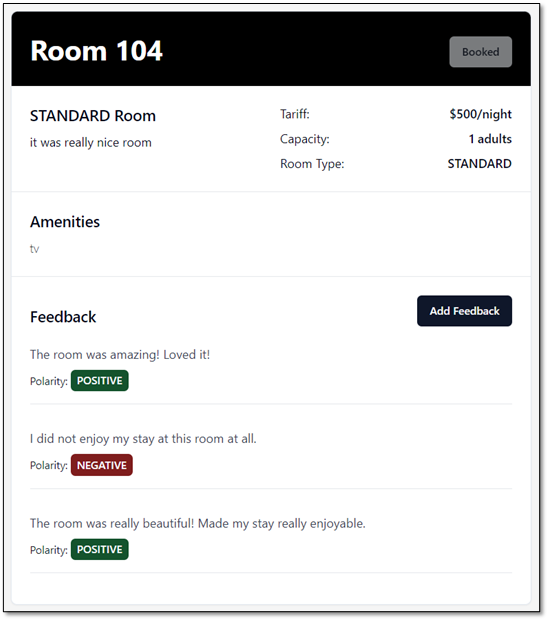 Room 104
Booked
STANDARD Room
it was really nice room
Tariff: $500/night
Capacity: 1 adults
Room Type: STANDARD
Amenities
tv
Feedback
Add Feedback
The room was amazing! Loved it!
Polarity: POSITIVE
I did not enjoy my stay at this room at all.
Polarity: NEGATIVE
The room was really beautiful! Made my stay really enjoyable.
Polarity: POSITIVE